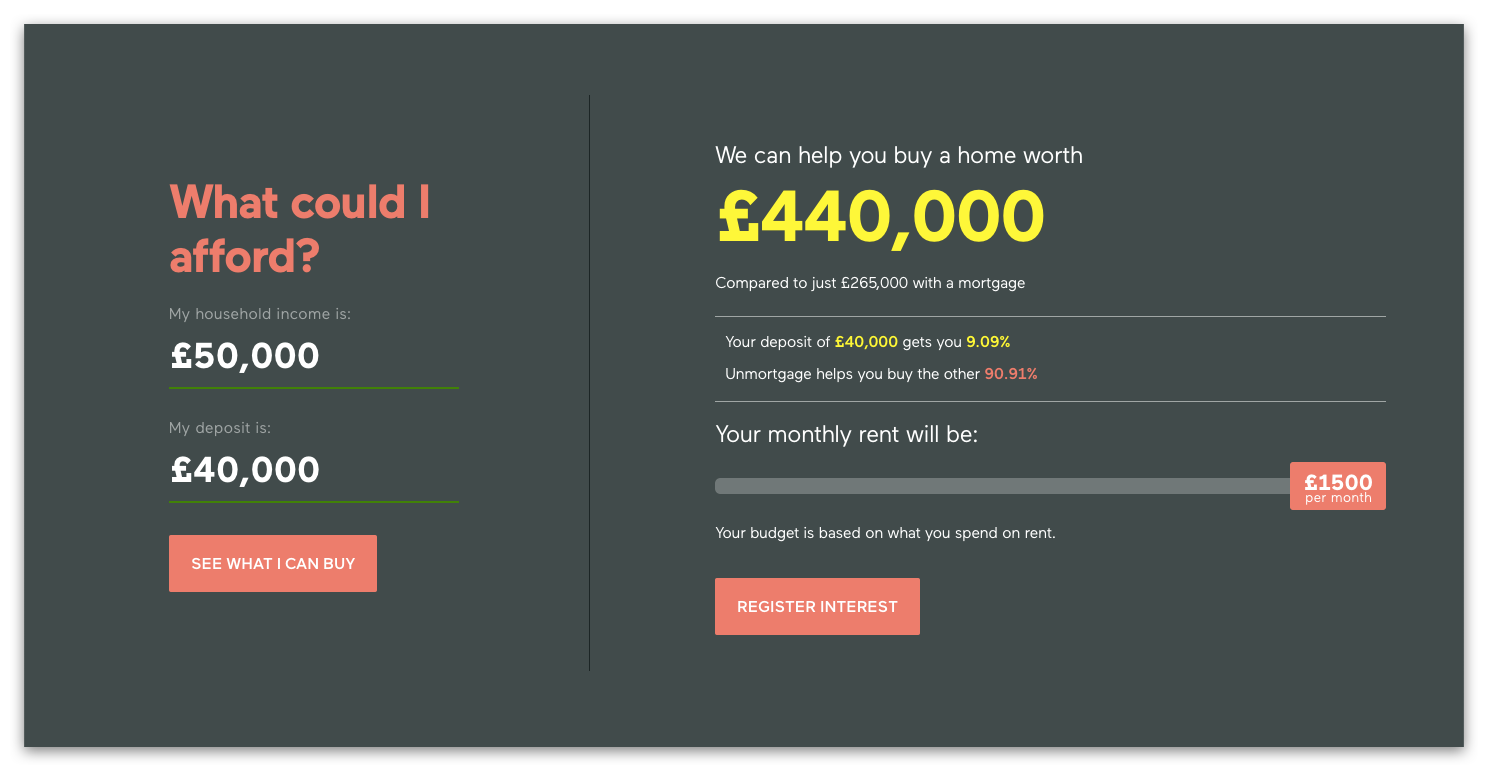 What could I
afford?
My household income is:
£50,000
My deposit is:
£40,000
SEE WHAT I CAN BUY
We can help you buy a home worth
£440,000
Compared to just £265,000 with a mortgage
Your deposit of £40,000 gets you 9.09%
Unmortgage helps you buy the other 90.91%
Your monthly rent will be:
£1500
per month
Your budget is based on what you spend on rent.
REGISTER INTEREST